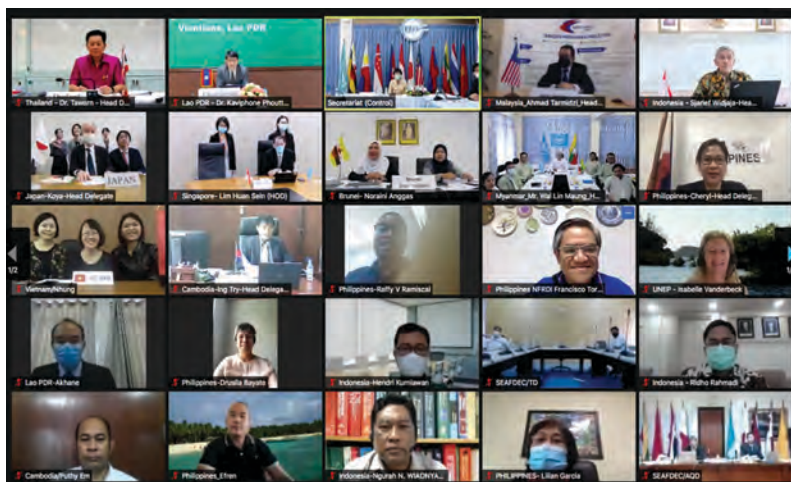 Vientiane, Lao PDR
Thailand - Dr. Taworn - Head D...
Lao PDR - Dr. Kaviphone Phoutt...
Secretariat (Control)
Malaysia_Ahmad Tarmidzi_Head...
Indonesia - Sjarief Widjaja-Hea...
JAPAN
PINES
Japan-Koya-Head Delegate
Singapore- Lim Huan Sein (HOD)
Brunei- Noraini Anggas
Myanmar_Mr. Wai Lin Maung_H...
Philippines-Cheryl-Head Deleg...
1/2
Vietnam/Nhung
Cambodia-Ing Try-Head Delega...
Philippines-Raffy V Ramiscal
Philippines NFRDI Francisco Tor...
UNEP - Isabelle Vanderbeck
Lao PDR-Akhane
Philippines-Drusila Bayate
Indonesia-Hendri Kurniawan
SEAFDEC/TD
Indonesia - Ridho Rahmadi
Cambodia/Puthy Em
Philippines_Efren
Indonesia-Ngurah N. WIADNYA...
PHILIPPINES- Lilian Garcia
SEAFDEC/AQD